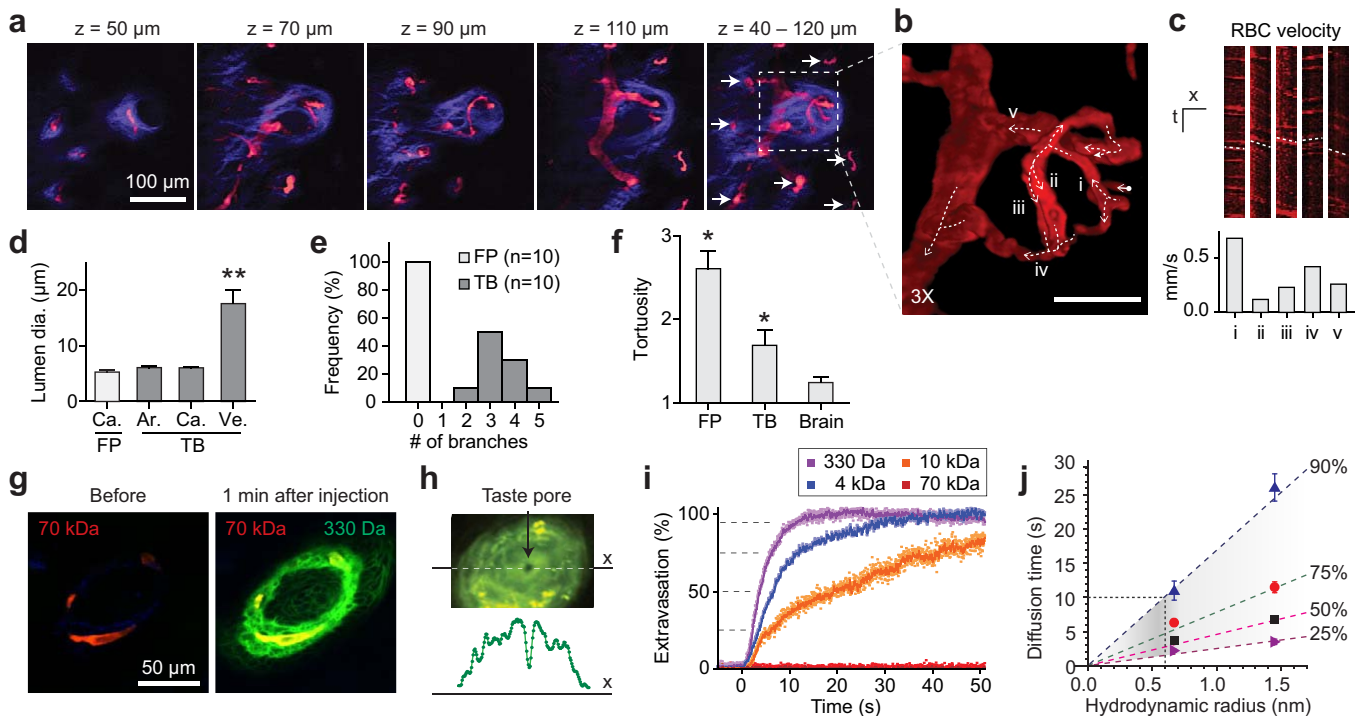 a
z = 50 µm
z = 70 µm
z = 90 µm
z = 110 µm
z = 40 – 120 µm
100 µm
b
v
i
ii
iii
iv
3X
c
RBC velocity
x
t
mm/s
0.5
0.0
i ii iii iv v
d
Lumen dia. (µm)
20
10
0
**
Ca. Ar. Ca. Ve.
FP TB
e
Frequency (%)
100
80
60
40
20
0
FP (n=10)
TB (n=10)
0 1 2 3 4 5
# of branches
f
Tortuosity
3
2
1
*
*
FP TB Brain
g
Before
1 min after injection
70 kDa
70 kDa 330 Da
50 µm
h
Taste pore
x
x
i
330 Da 10 kDa
4 kDa 70 kDa
Extravasation (%)
100
50
0
0 10 20 30 40 50
Time (s)
j
Diffusion time (s)
30
25
20
15
10
5
0
90%
75%
50%
25%
0.0 0.5 1.0 1.5
Hydrodynamic radius (nm)